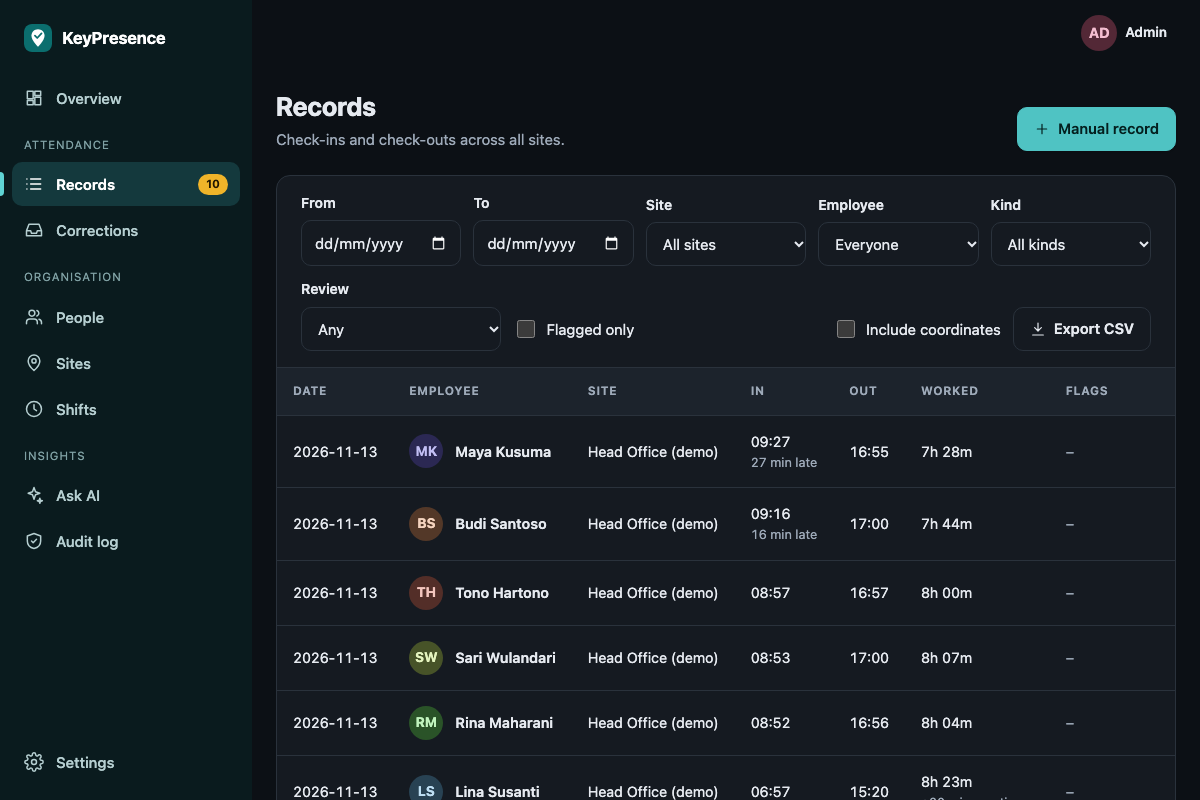 KeyPresence
Overview
ATTENDANCE
Records 10
Corrections
ORGANISATION
People
Sites
Shifts
INSIGHTS
Ask AI
Audit log
Settings
AD Admin
Records
Check-ins and check-outs across all sites.
+ Manual record
From To Site Employee Kind
dd/mm/yyyy dd/mm/yyyy All sites Everyone All kinds
Review
Any Flagged only Include coordinates Export CSV
DATE EMPLOYEE SITE IN OUT WORKED FLAGS
2026-11-13 MK Maya Kusuma Head Office (demo) 09:27 16:55 7h 28m –
27 min late
2026-11-13 BS Budi Santoso Head Office (demo) 09:16 17:00 7h 44m –
16 min late
2026-11-13 TH Tono Hartono Head Office (demo) 08:57 16:57 8h 00m –
2026-11-13 SW Sari Wulandari Head Office (demo) 08:53 17:00 8h 07m –
2026-11-13 RM Rina Maharani Head Office (demo) 08:52 16:56 8h 04m –
2026-11-13 LS Lina Susanti Head Office (demo) 06:57 15:20 8h 23m –